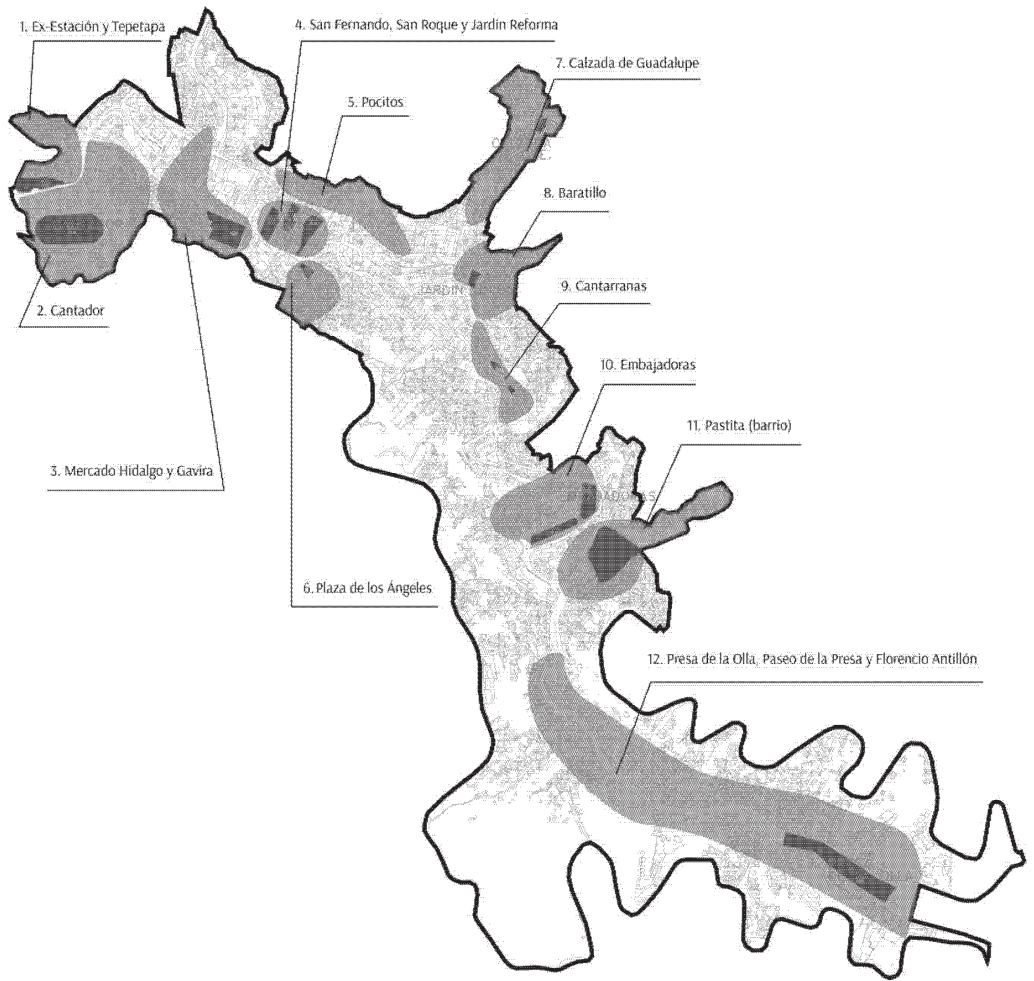 1. Ex-Estación y Tepetapa
4. San Fernando, San Roque y Jardín Reforma
7. Calzada de Guadalupe
5. Pocitos
8. Baratillo
JARDIN
9. Cantarranas
2. Cantador
10. Embajadoras
11. Pastita (barrio)
3. Mercado Hidalgo y Gavira
6. Plaza de los Ángeles
12. Presa de la Olla, Paseo de la Presa y Florencio Antillón